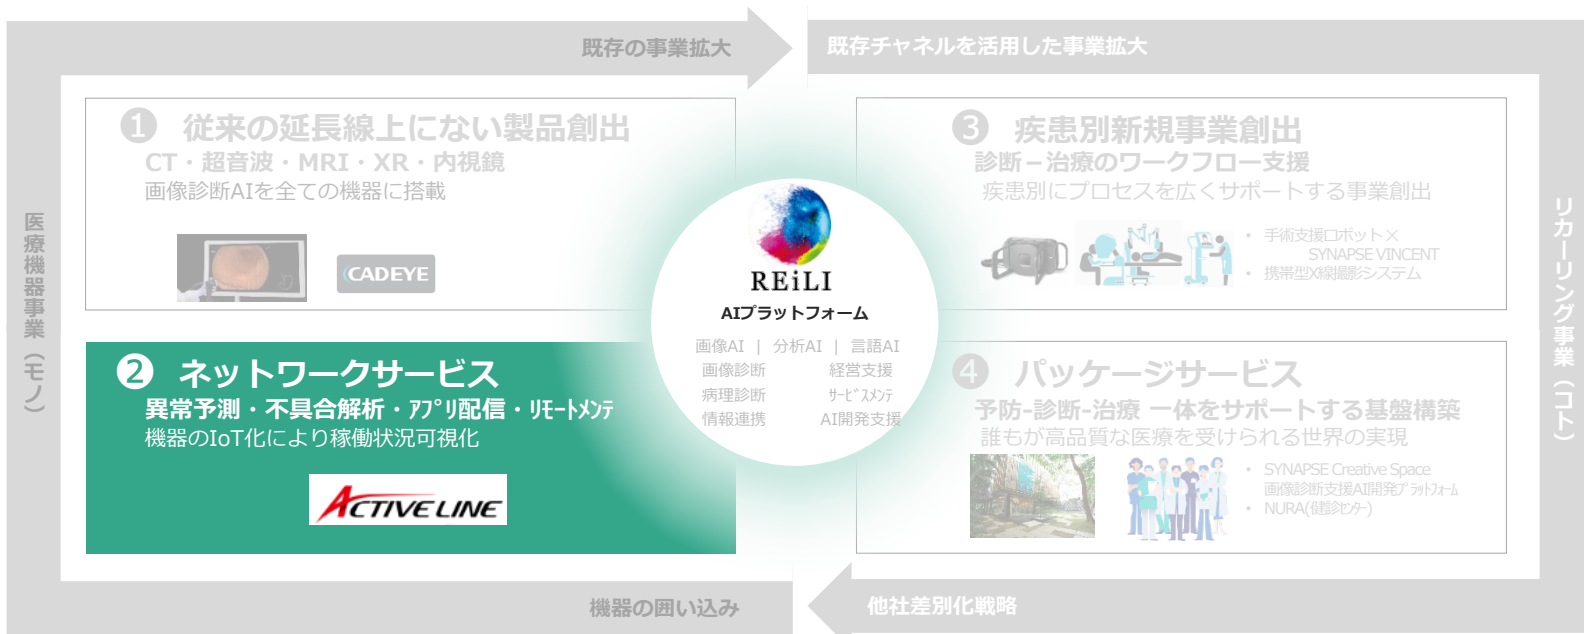 既存の事業拡大
既存チャネルを活用した事業拡大
医療機器事業（モノ）
❶ 従来の延長線上にない製品創出
CT・超音波・MRI・XR・内視鏡
画像診断AIを全ての機器に搭載
CADEYE
❷ ネットワークサービス
異常予測・不具合解析・ｱﾌﾟﾘ配信・ﾘﾓｰﾄﾒﾝﾃ
機器のIoT化により稼働状況可視化
ACTIVE LINE
REiLI
AIプラットフォーム
画像AI | 分析AI | 言語AI
画像診断 経営支援
病理診断 ｻｰﾋﾞｽﾒﾝﾃ
情報連携 AI開発支援
❸ 疾患別新規事業創出
診断－治療のワークフロー支援
疾患別にプロセスを広くサポートする事業創出
• 手術支援ロボット×
SYNAPSE VINCENT
• 携帯型X線撮影システム
❹ パッケージサービス
予防-診断-治療 一体をサポートする基盤構築
誰もが高品質な医療を受けられる世界の実現
• SYNAPSE Creative Space
画像診断支援AI開発ﾌﾟﾗｯﾄﾌｫｰﾑ
• NURA(健診ｾﾝﾀｰ)
リカーリング事業（コト）
機器の囲い込み
他社差別化戦略